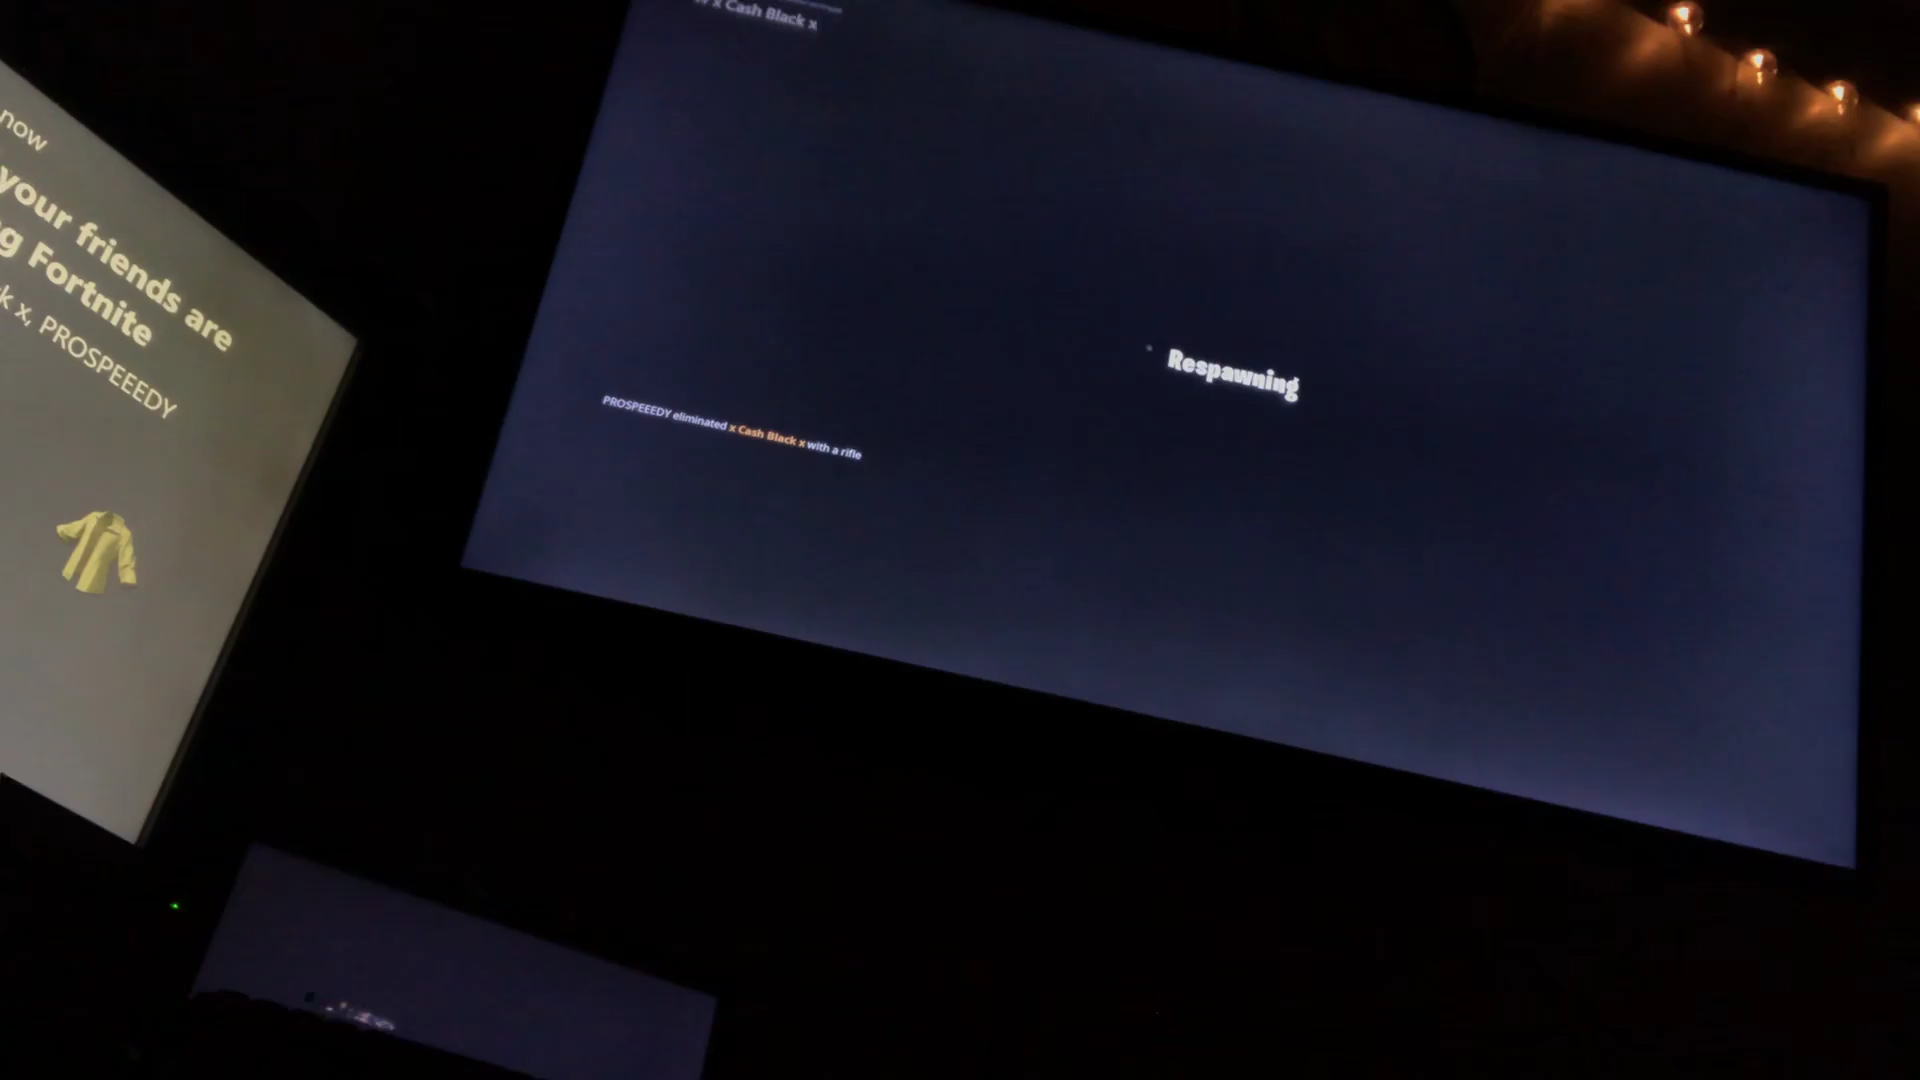 now
your friends are
g Fortnite
k x, PROSPEEEDY
x Cash Black x
Respawning
PROSPEEEDY eliminated x Cash Black x with a rifle